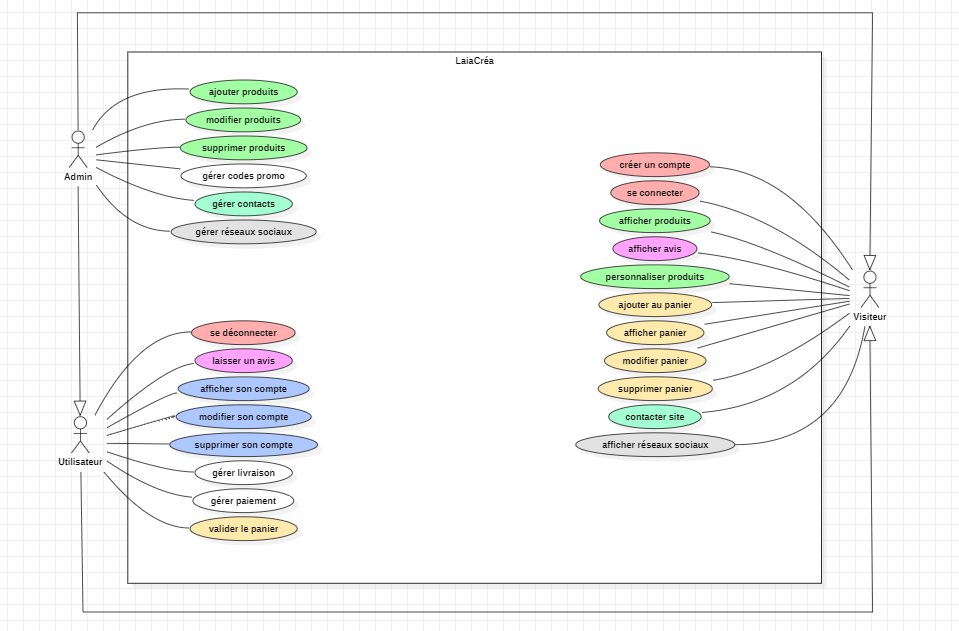 LaiaCréa
ajouter produits
modifier produits
supprimer produits
gérer codes promo
gérer contacts
gérer réseaux sociaux
Admin
créer un compte
se connecter
afficher produits
afficher avis
personnaliser produits
ajouter au panier
afficher panier
modifier panier
supprimer panier
contacter site
afficher réseaux sociaux
Visiteur
se déconnecter
laisser un avis
afficher son compte
modifier son compte
supprimer son compte
gérer livraison
gérer paiement
valider le panier
Utilisateur